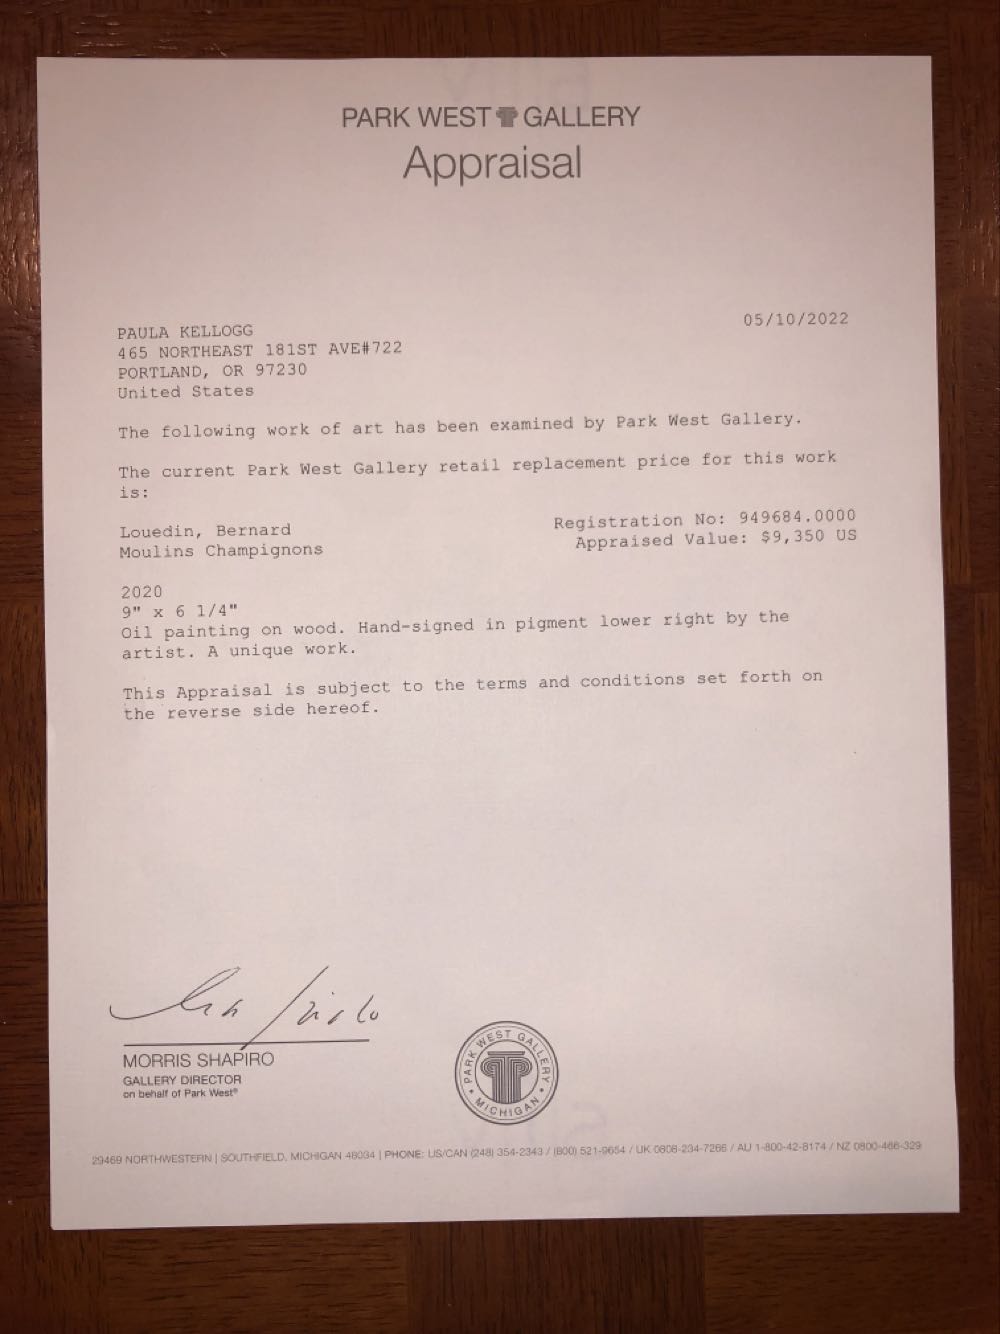 PARK WEST GALLERY
Appraisal
05/10/2022
PAULA KELLOGG
465 NORTHEAST 181ST AVE#722
PORTLAND, OR 97230
United States
The following work of art has been examined by Park West Gallery.
The current Park West Gallery retail replacement price for this work
is:
Louedin, Bernard
Moulins Champignons
Registration No: 949684.0000
Appraised Value: $9,350 US
2020
9" x 6 1/4"
Oil painting on wood. Hand-signed in pigment lower right by the
artist. A unique work.
This Appraisal is subject to the terms and conditions set forth on
the reverse side hereof.
MORRIS SHAPIRO
GALLERY DIRECTOR
on behalf of Park West®
PARK WEST GALLERY
• MICHIGAN •
29469 NORTHWESTERN | SOUTHFIELD, MICHIGAN 48034 | PHONE: US/CAN (248) 354-2343 / (800) 521-9654 / UK 0808-234-7266 / AU 1-800-42-8174 / NZ 0800-466-329